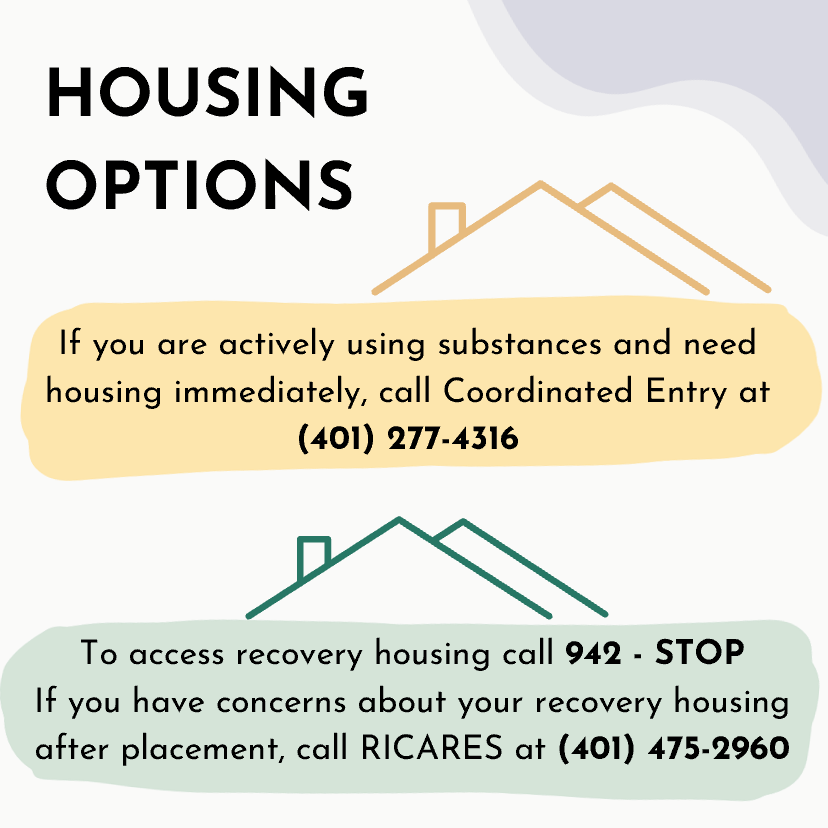 HOUSING
OPTIONS
If you are actively using substances and need
housing immediately, call Coordinated Entry at
(401) 277-4316
To access recovery housing call 942 - STOP
If you have concerns about your recovery housing
after placement, call RICARES at (401) 475-2960